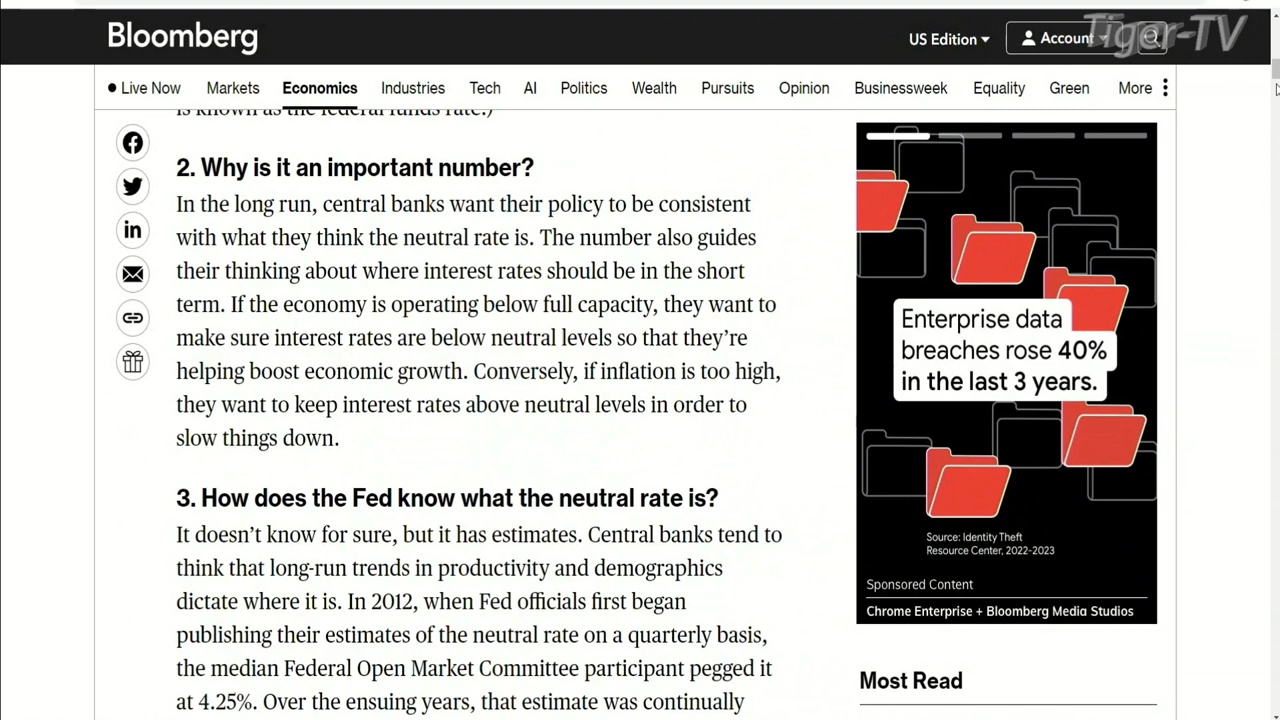 Bloomberg
US Edition
Account
Tiger-TV
Live Now
Markets
Economics
Industries
Tech
AI
Politics
Wealth
Pursuits
Opinion
Businessweek
Equality
Green
More
is known as the federal funds rate.)
2. Why is it an important number?
In the long run, central banks want their policy to be consistent
with what they think the neutral rate is. The number also guides
their thinking about where interest rates should be in the short
term. If the economy is operating below full capacity, they want to
make sure interest rates are below neutral levels so that they’re
helping boost economic growth. Conversely, if inflation is too high,
they want to keep interest rates above neutral levels in order to
slow things down.
3. How does the Fed know what the neutral rate is?
It doesn’t know for sure, but it has estimates. Central banks tend to
think that long-run trends in productivity and demographics
dictate where it is. In 2012, when Fed officials first began
publishing their estimates of the neutral rate on a quarterly basis,
the median Federal Open Market Committee participant pegged it
at 4.25%. Over the ensuing years, that estimate was continually
Enterprise data
breaches rose 40%
in the last 3 years.
Source: Identity Theft
Resource Center, 2022-2023
Sponsored Content
Chrome Enterprise + Bloomberg Media Studios
Most Read